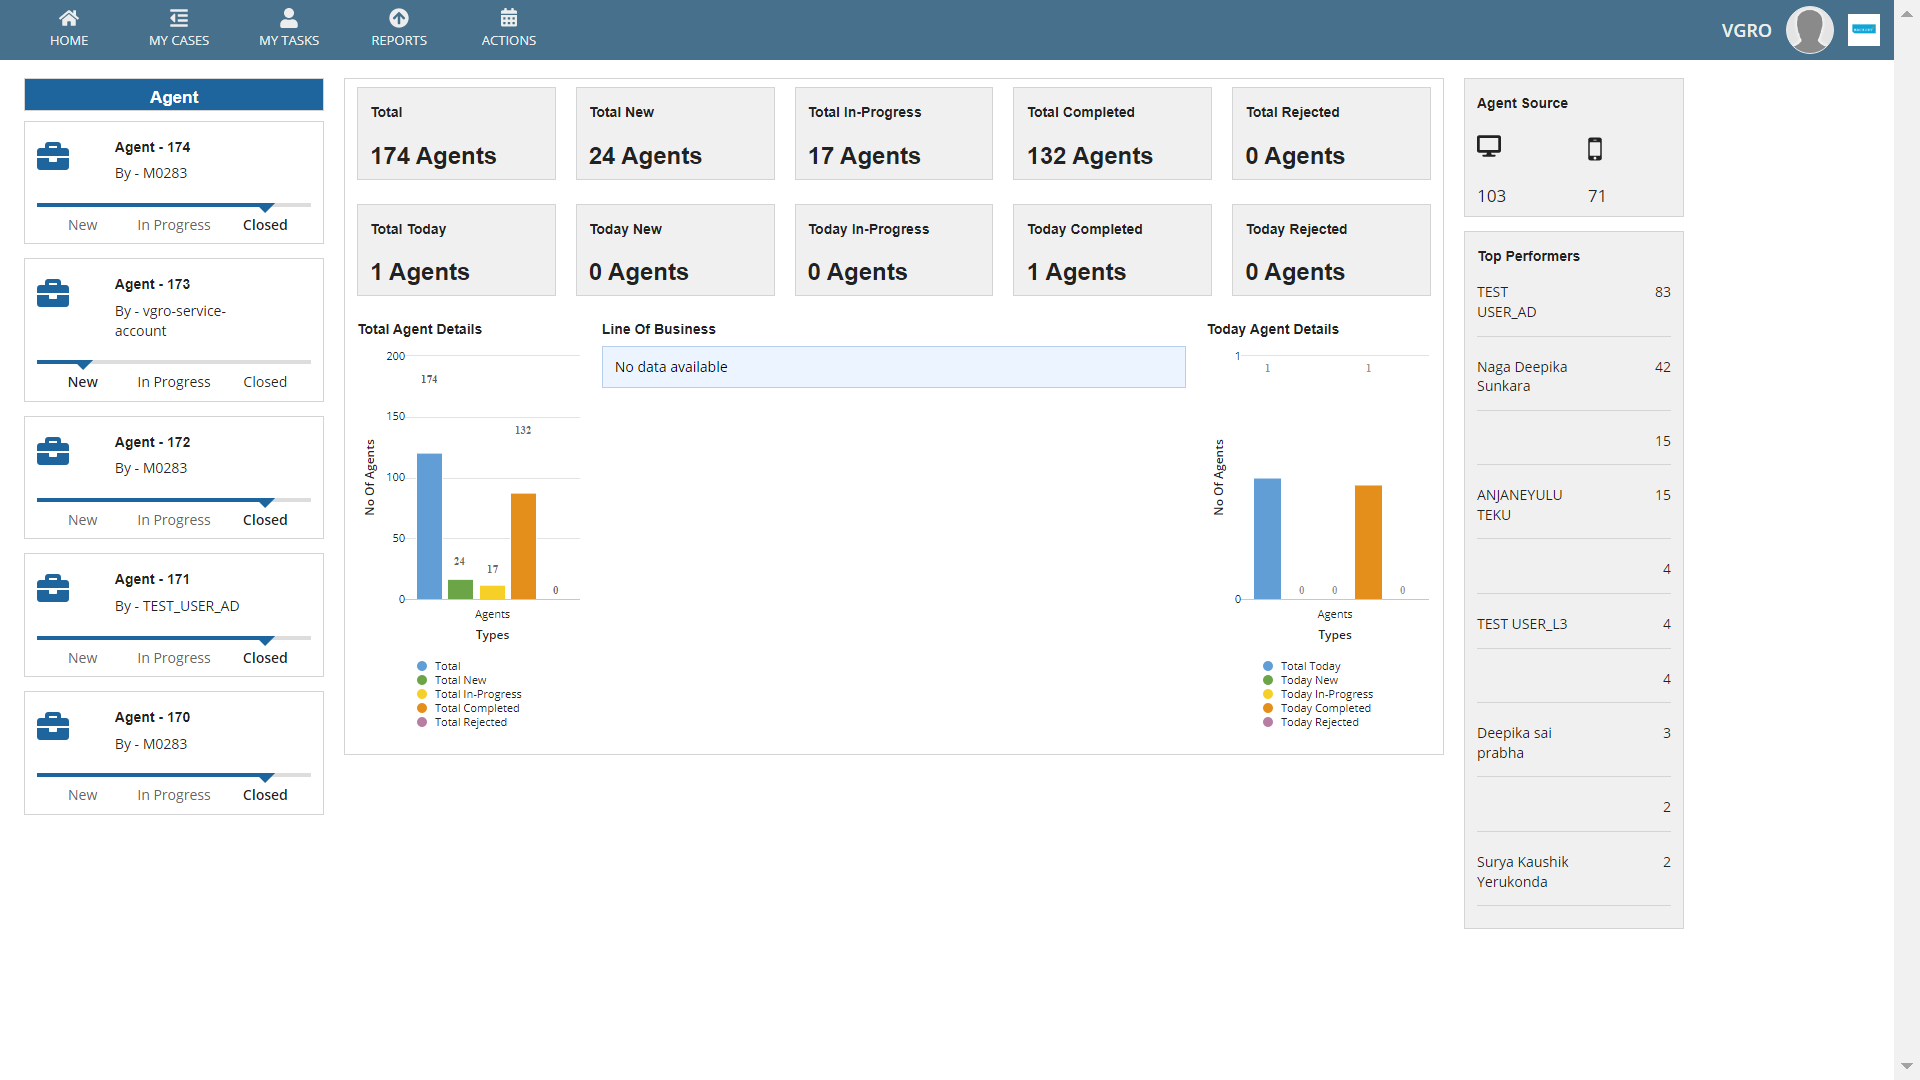 HOME
MY CASES
MY TASKS
REPORTS
ACTIONS
VGRO
Agent
Agent - 174
By - M0283
New In Progress Closed
Agent - 173
By - vgro-service-
account
New In Progress Closed
Agent - 172
By - M0283
New In Progress Closed
Agent - 171
By - TEST_USER_AD
New In Progress Closed
Agent - 170
By - M0283
New In Progress Closed
Total
174 Agents
Total New
24 Agents
Total In-Progress
17 Agents
Total Completed
132 Agents
Total Rejected
0 Agents
Total Today
1 Agents
Today New
0 Agents
Today In-Progress
0 Agents
Today Completed
1 Agents
Today Rejected
0 Agents
Total Agent Details
No Of Agents
200
150
100
50
0
174
24
17
132
0
Agents
Types
Total
Total New
Total In-Progress
Total Completed
Total Rejected
Line Of Business
No data available
Today Agent Details
No Of Agents
1
0
1
0
0
1
0
Agents
Types
Total Today
Today New
Today In-Progress
Today Completed
Today Rejected
Agent Source
103 71
Top Performers
TEST 83
USER_AD
Naga Deepika 42
Sunkara
15
ANJANEYULU 15
TEKU
4
TEST USER_L3 4
4
Deepika sai 3
prabha
2
Surya Kaushik 2
Yerukonda